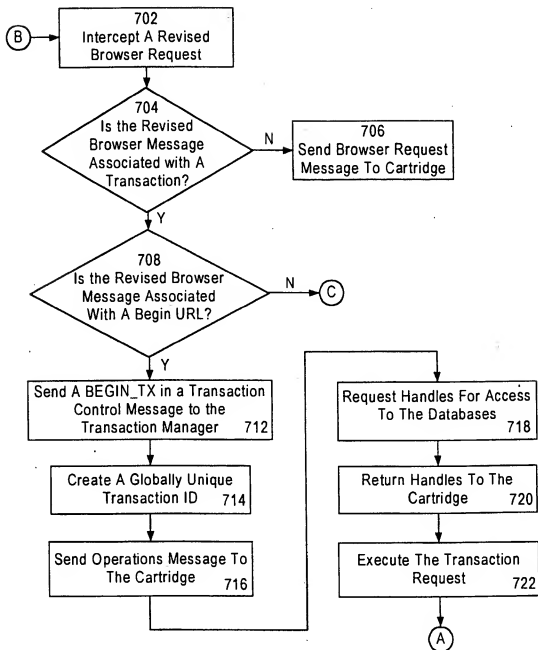 B
702
Intercept A Revised
Browser Request
704
Is the Revised
Browser Message
Associated with A
Transaction?
N
706
Send Browser Request
Message To Cartridge
Y
708
Is the Revised Browser
Message Associated
With A Begin URL?
N
C
Y
Send A BEGIN_TX in a Transaction
Control Message to the
Transaction Manager
712
Create A Globally Unique
Transaction ID
714
Send Operations Message To
The Cartridge
716
Request Handles For Access
To The Databases
718
Return Handles To The
Cartridge
720
Execute The Transaction
Request
722
A